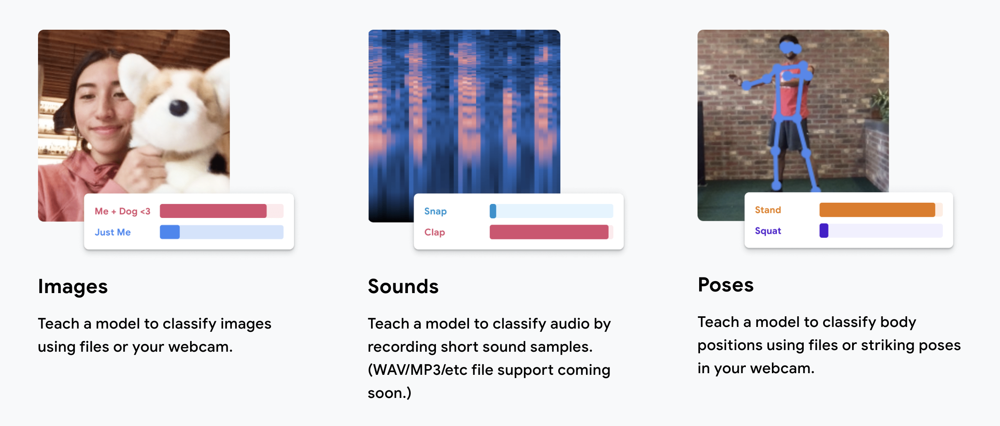 Me + Dog <3
Just Me
Images
Teach a model to classify images
using files or your webcam.
Snap
Clap
Sounds
Teach a model to classify audio by
recording short sound samples.
(WAV/MP3/etc file support coming
soon.)
Stand
Squat
Poses
Teach a model to classify body
positions using files or striking poses
in your webcam.